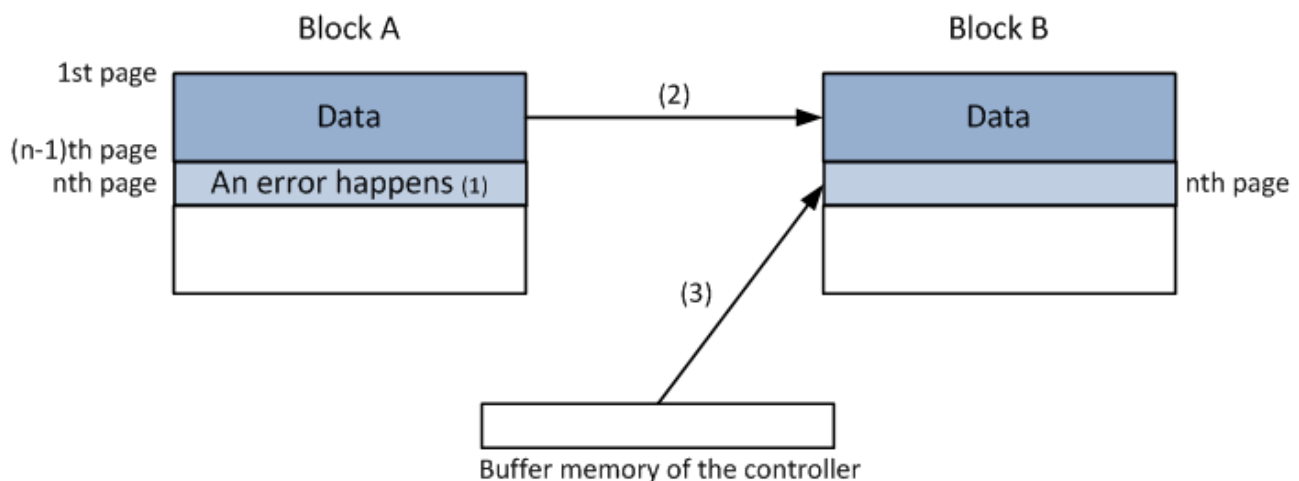 Block A
Block B
1st page
Data
(2)
Data
(n-1)th page
nth page
An error happens (1)
nth page
(3)
Buffer memory of the controller